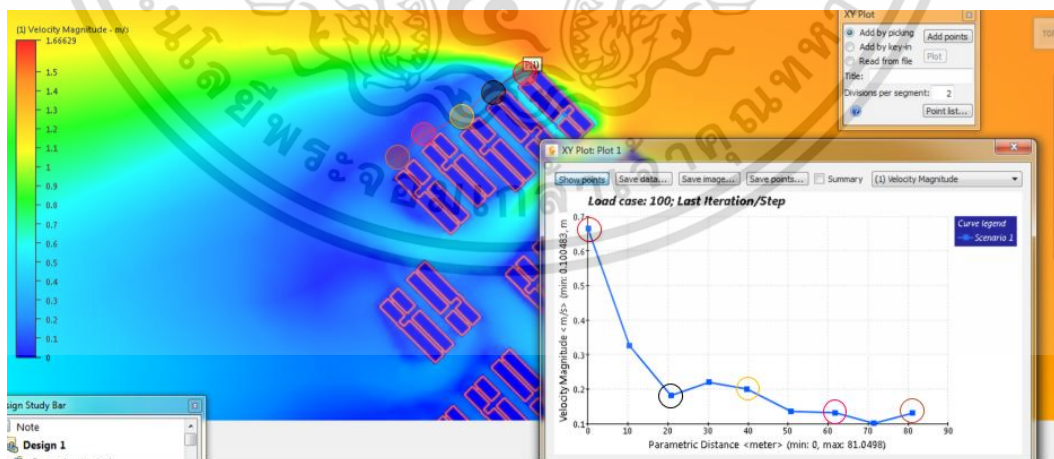 (1) Velocity Magnitude - m/s
1.66629
1.5
1.3
1.2
1.1
1
0.9
0.8
0.7
0.6
0.5
0.4
0.3
0.2
0.1
0
XY Plot
Add by picking
Add points
Add by key-in
Plot
Read from file
Title:
Divisions per segment: 2
Point list...
XY Plot: Plot 1
Show points
Save data...
Save image...
Save points...
Summary
(1) Velocity Magnitude
Load case: 100; Last Iteration/Step
Curve legend
Scenario 1
Velocity Magnitude <m/s> (min: 0.100483, m
0.7
0.5
0.4
0.3
0.2
0.1
0 10 20 30 40 50 60 70 80 90
Parametric Distance <meter> (min: 0, max: 81.0498)
sign Study Bar
Note
Design 1